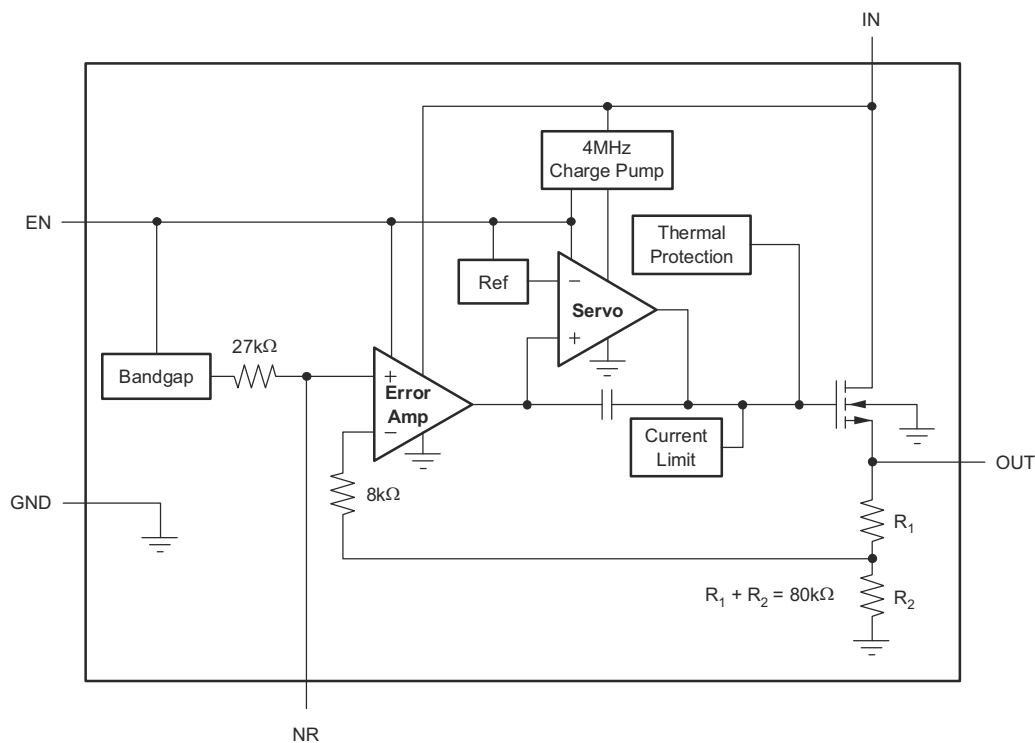 IN
4MHz
Charge Pump
EN
Thermal
Protection
Ref
−
Servo
+
27kΩ
Bandgap
+
Error
Amp
−
Current
Limit
OUT
8kΩ
GND
R1
R1 + R2 = 80kΩ
R2
NR